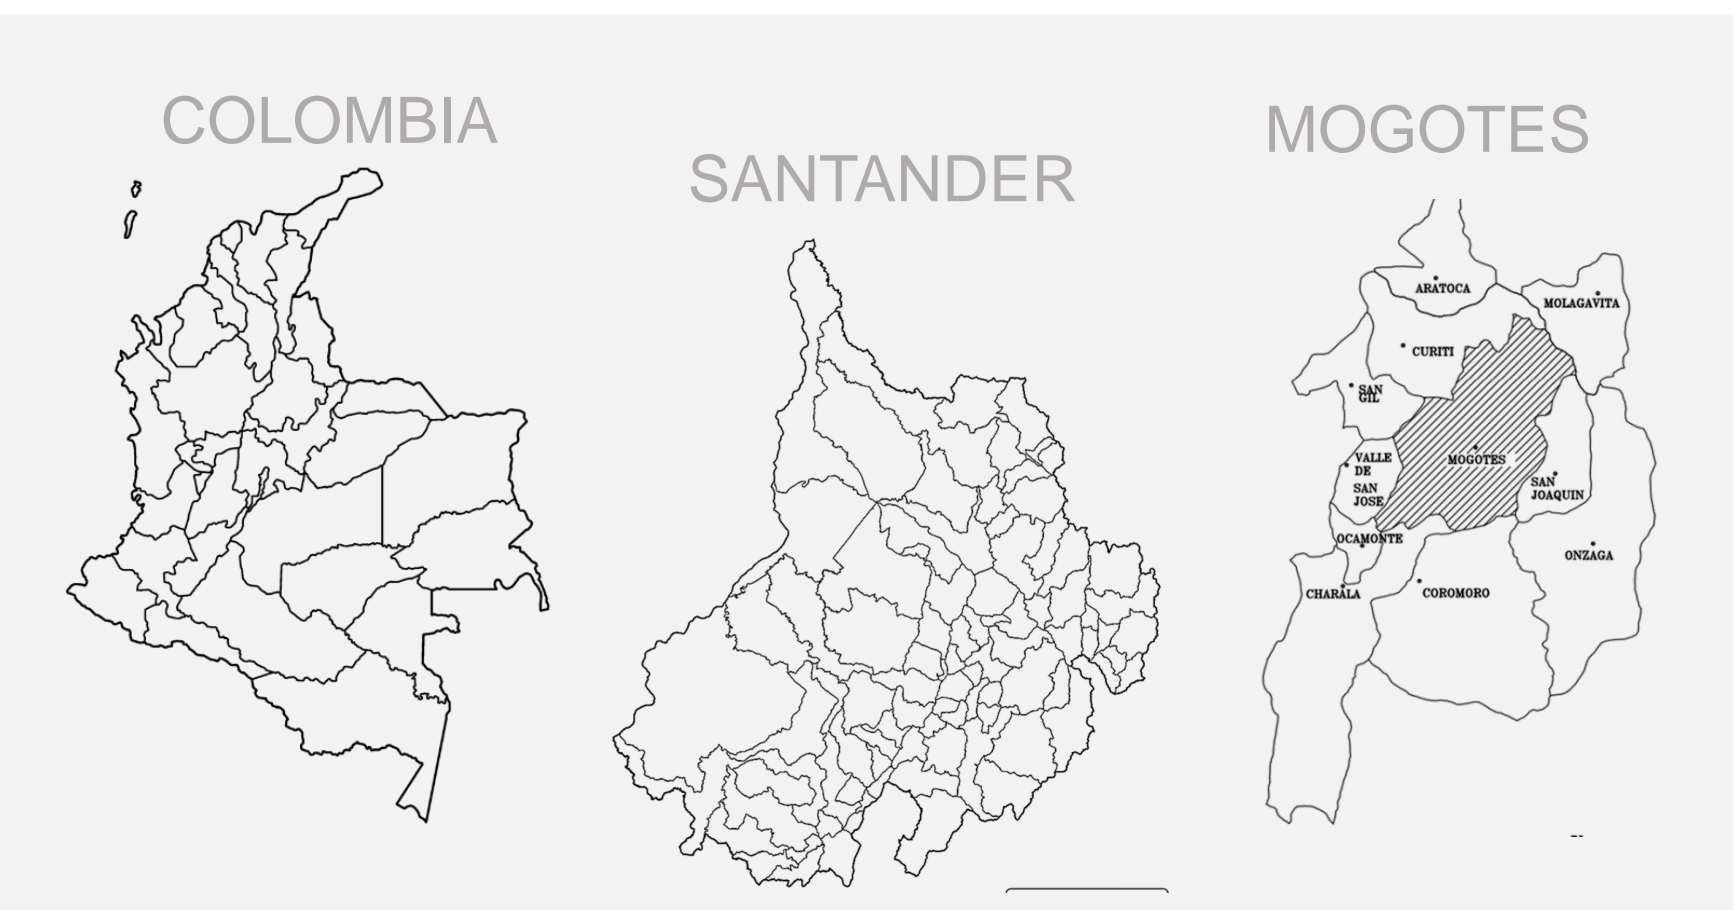 COLOMBIA
SANTANDER
MOGOTES
ARATOCA
MOLAGAVITA
CURITI
SAN
GIL
VALLE
DE
SAN
JOSE
MOGOTES
SAN
JOAQUIN
OCAMONTE
ONZAGA
CHARALA
COROMORO